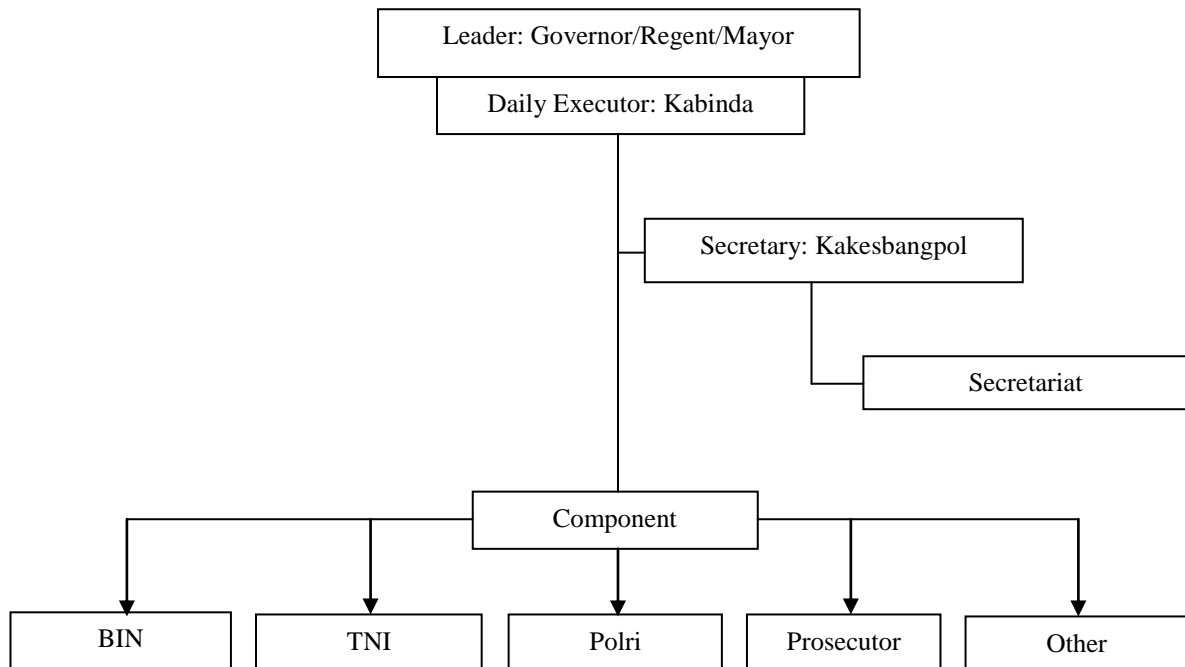 Leader: Governor/Regent/Mayor
Daily Executor: Kabinda
Secretary: Kakesbangpol
Secretariat
Component
BIN
TNI
Polri
Prosecutor
Other